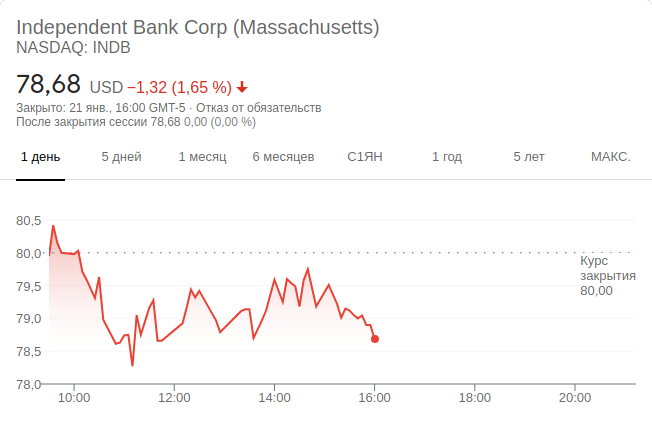 Independent Bank Corp (Massachusetts)
NASDAQ: INDB
78,68 USD −1,32 (1,65 %)
Закрыто: 21 янв., 16:00 GMT-5 · Отказ от обязательств
После закрытия сессии 78,68 0,00 (0,00 %)
1 день 5 дней 1 месяц 6 месяцев С1ЯН 1 год 5 лет МАКС.
80,5
80,0
Курс
закрытия
80,00
79,5
79,0
78,5
78,0
10:00 12:00 14:00 16:00 18:00 20:00